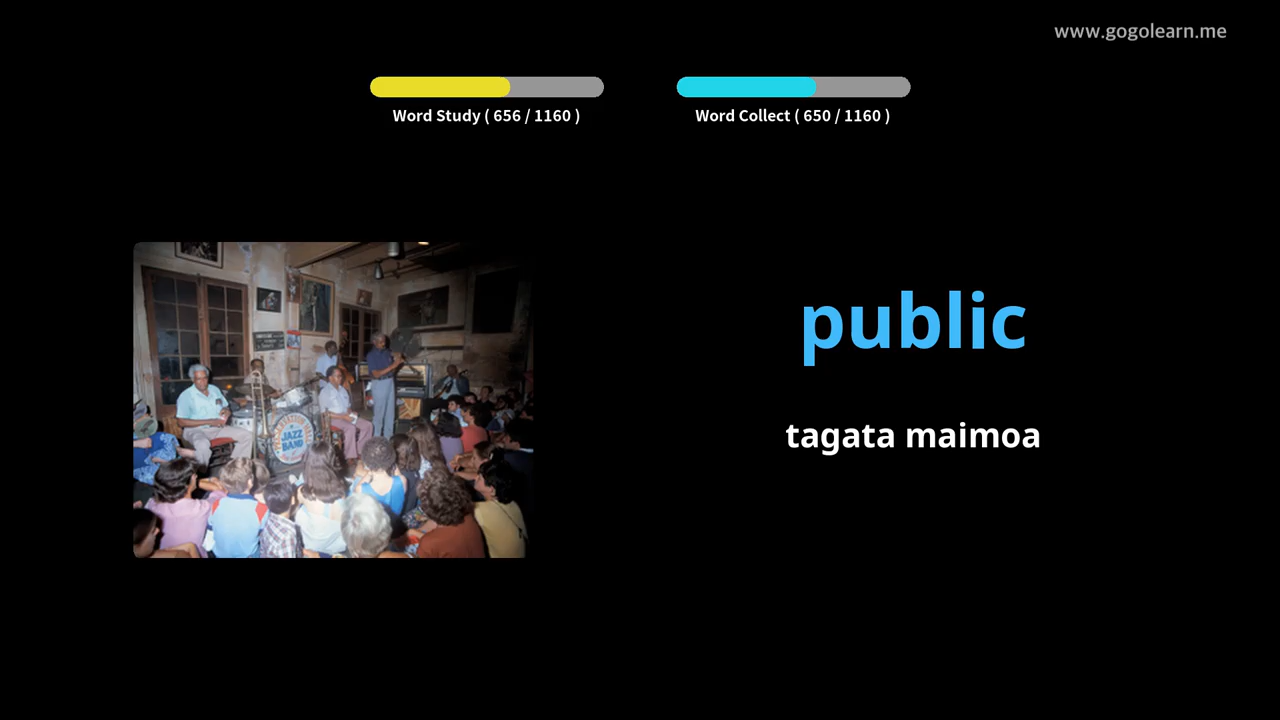 www.gogolearn.me
Word Study ( 656 / 1160 )
Word Collect ( 650 / 1160 )
public
tagata maimoa
JAZZ
BAND